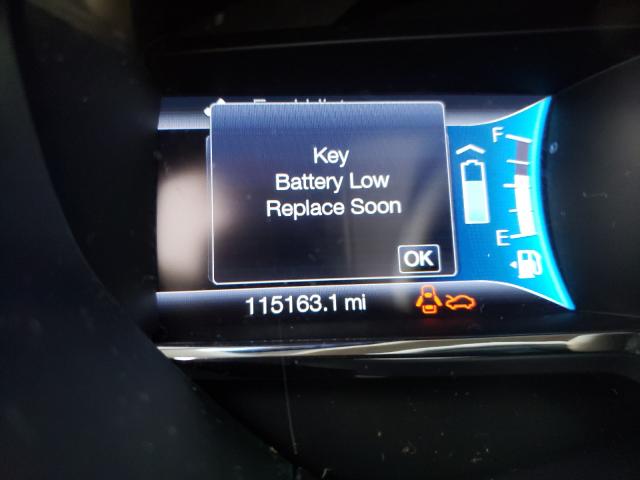 Key
Battery Low
Replace Soon
OK
F
E
115163.1 mi